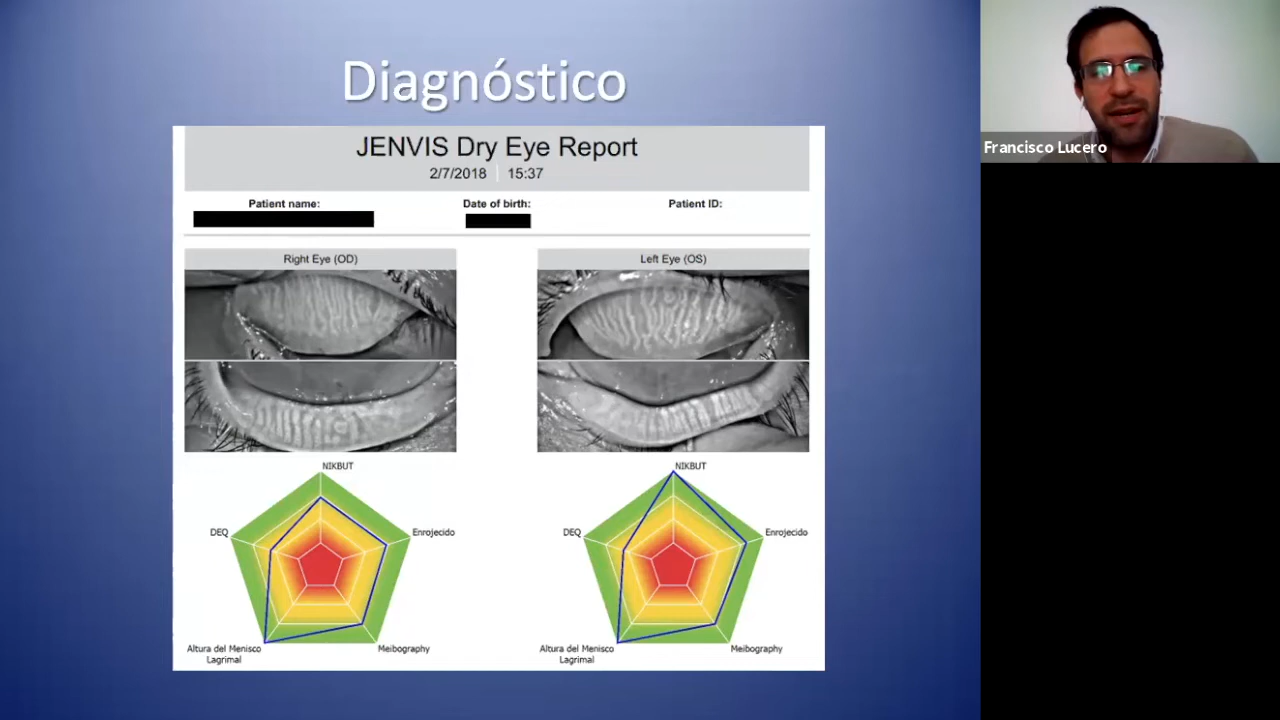 Diagnóstico
JENVIS Dry Eye Report
2/7/2018 15:37
Patient name: Date of birth: Patient ID:
Right Eye (OD)
Left Eye (OS)
NIKBUT
DEQ
Enrojecido
Altura del Menisco
Lagrimal
Meibography
NIKBUT
DEQ
Enrojecido
Altura del Menisco
Lagrimal
Meibography
Francisco Lucero